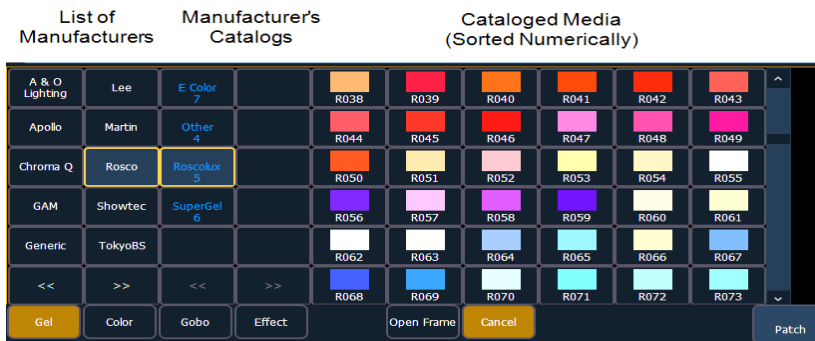 List of
Manufacturers
Manufacturer's
Catalogs
Cataloged Media
(Sorted Numerically)
A & O
Lighting
Lee
E Color
7
R038
R039
R040
R041
R042
R043
Apollo
Martin
Other
4
R044
R045
R046
R047
R048
R049
Chroma Q
Rosco
Roscolux
5
R050
R051
R052
R053
R054
R055
GAM
Showtec
SuperGel
6
R056
R057
R058
R059
R060
R061
Generic
TokyoBS
R062
R063
R064
R065
R066
R067
<<
>>
<<
>>
R068
R069
R070
R071
R072
R073
Gel
Color
Gobo
Effect
Open Frame
Cancel
Patch